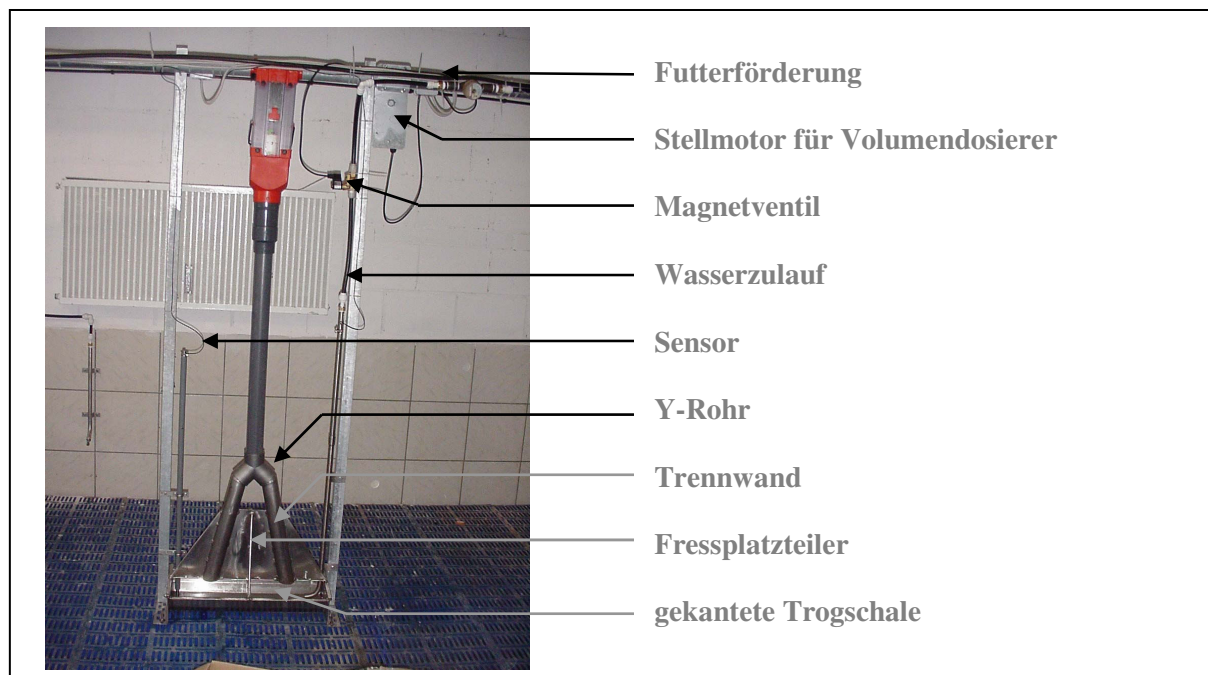 Futterförderung
Stellmotor für Volumendosierer
Magnetventil
Wasserzulauf
Sensor
Y-Rohr
Trennwand
Fressplatzteiler
gekantete Trogschale